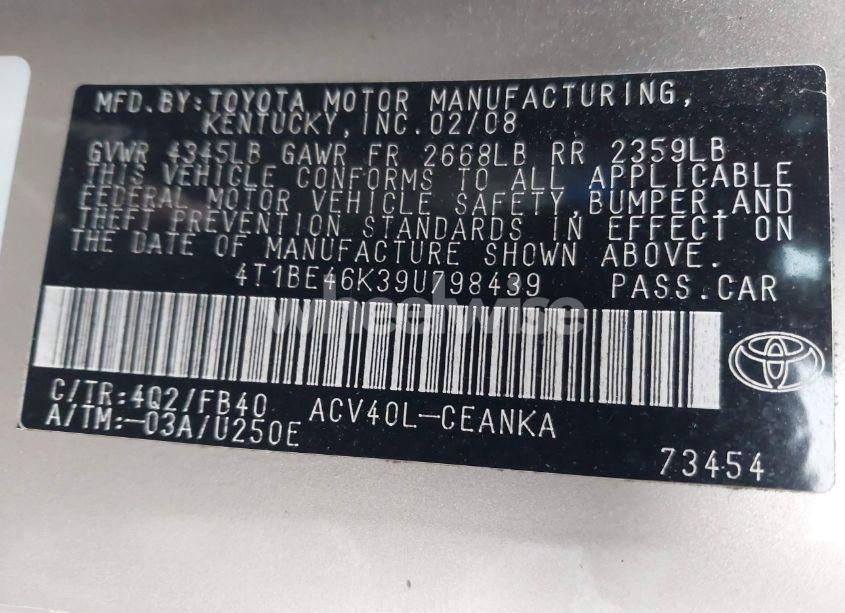 MFD.BY:TOYOTA MOTOR MANUFACTURING,
KENTUCKY, INC. 02/08
GVWR 4345LB GAWR FR 2668LB RR 2359LB
THIS VEHICLE CONFORMS TO ALL APPLICABLE
FEDERAL MOTOR VEHICLE SAFETY,BUMPER,AND
THEFT PREVENTION STANDARDS IN EFFECT ON
THE DATE OF MANUFACTURE SHOWN ABOVE.
4T1BE46K39U798439 PASS.CAR
wheelwise
C/TR:4Q2/FB40 ACV40L-CEANKA
A/TM:-03A/U250E
73454